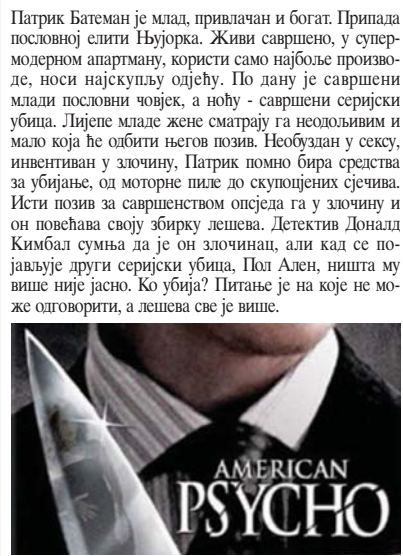 Патрик Батеман је млад, привлачан и богат. Припада
пословној елити Њујорка. Живи савршено, у супер-
модерном апартману, користи само најбоље произво-
де, носи најскупљу одјећу. По дану је савршени
млади пословни човјек, а ноћу - савршени серијски
убица. Лијепе младе жене сматрају га неодољивим и
мало која ће одбити његов позив. Необуздан у сексу,
инвентиван у злочину, Патрик помно бира средства
за убијање, од моторне пиле до скупоцјених сјечива.
Исти позив за савршенством опсједа га у злочину и
он повећава своју збирку лешева. Детектив Доналд
Кимбал сумња да је он злочинац, али кад се по-
јављује други серијски убица, Пол Ален, ништа му
више није јасно. Ко убија? Питање је на које не мо-
же одговорити, а лешева све је више.
AMERICAN
PSYCHO